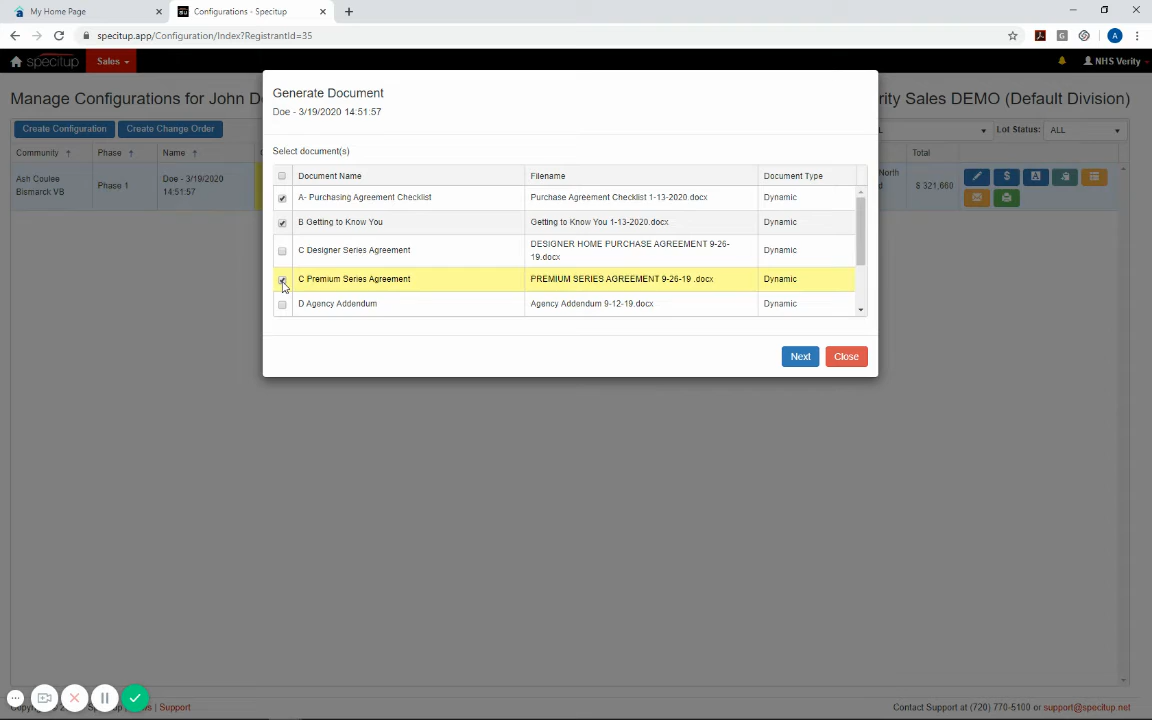 My Home Page
Configurations - Specitup
specitup.app/Configuration/Index?RegistrantId=35
specitup
Sales
NHS Verity
Manage Configurations for John D
rity Sales DEMO (Default Division)
Create Configuration
Create Change Order
L
Lot Status:
ALL
Community
Phase
Name
Total
Ash Coulee
Bismarck VB
Phase 1
Doe - 3/19/2020
14:51:57
North
d
$ 321,660
Generate Document
Doe - 3/19/2020 14:51:57
Select document(s)
Document Name
Filename
Document Type
A- Purchasing Agreement Checklist
Purchase Agreement Checklist 1-13-2020.docx
Dynamic
B Getting to Know You
Getting to Know You 1-13-2020.docx
Dynamic
C Designer Series Agreement
DESIGNER HOME PURCHASE AGREEMENT 9-26-
19.docx
Dynamic
C Premium Series Agreement
PREMIUM SERIES AGREEMENT 9-26-19 .docx
Dynamic
D Agency Addendum
Agency Addendum 9-12-19.docx
Dynamic
Next
Close
Support
Contact Support at (720) 770-5100 or support@specitup.net